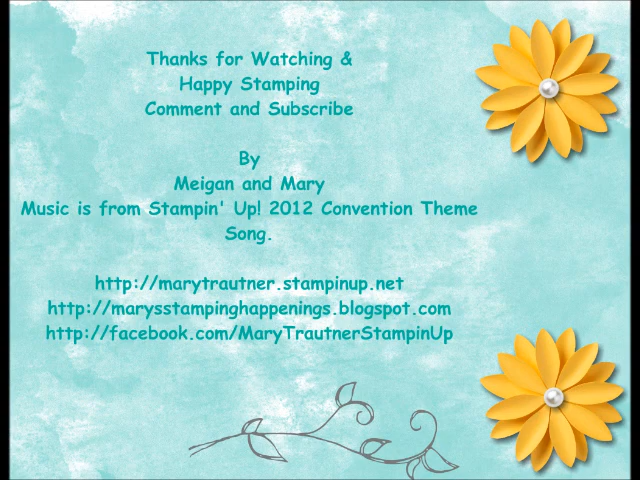 Thanks for Watching &
Happy Stamping
Comment and Subscribe
By
Meigan and Mary
Music is from Stampin' Up! 2012 Convention Theme
Song.
http://marytrautner.stampinup.net
http://marysstampinghappenings.blogspot.com
http://facebook.com/MaryTrautnerStampinUp